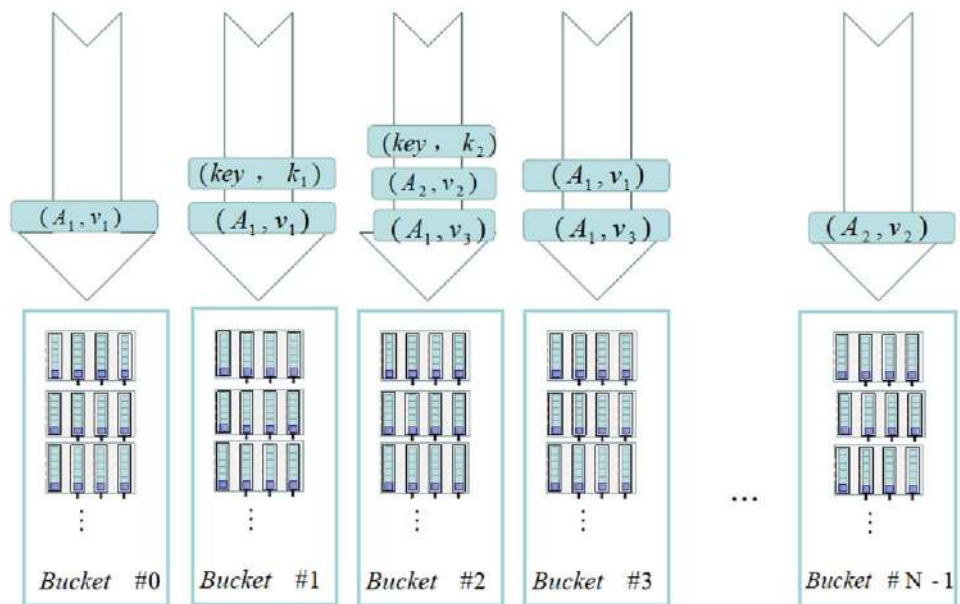 (key , k₂)
(key , k₁)
(A₂, v₂)
(A₁, v₁)
(A₁, v₁)
(A₁, v₁)
(A₁, v₃)
(A₁, v₃)
(A₂, v₂)
...
Bucket #0
Bucket #1
Bucket #2
Bucket #3
Bucket # N -1